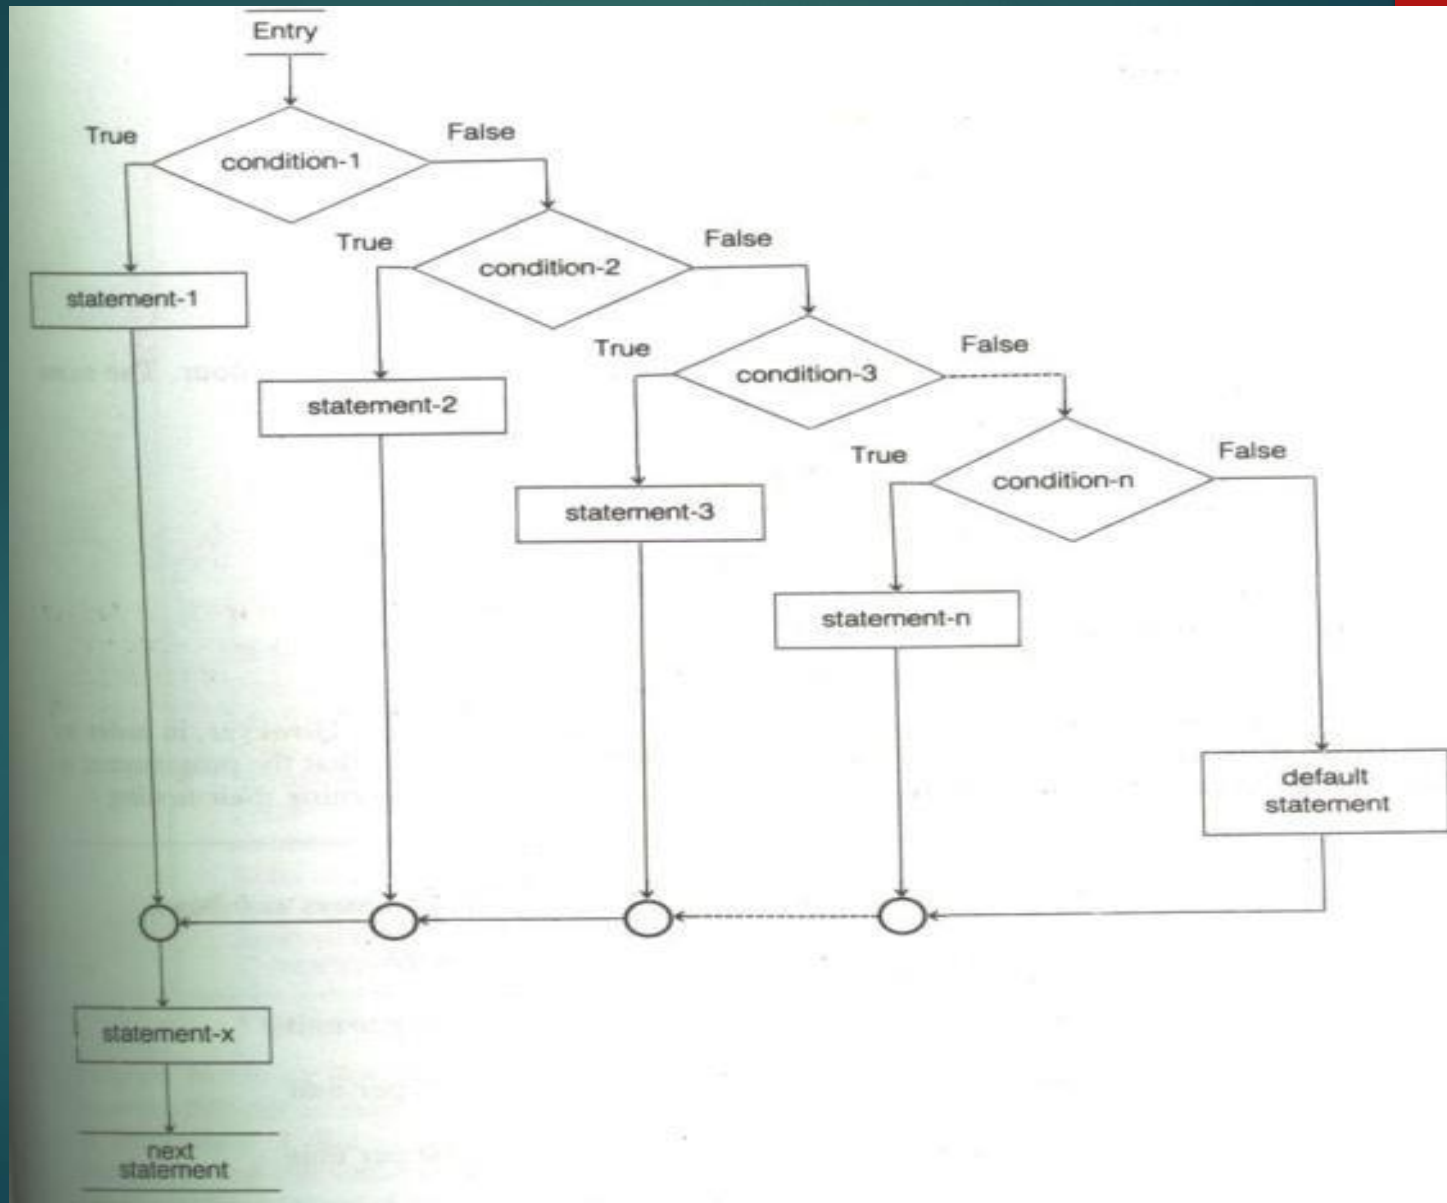 Entry
True
False
condition-1
True
False
condition-2
statement-1
True
False
condition-3
statement-2
True
False
condition-n
statement-3
statement-n
default
statement
statement-x
next
statement